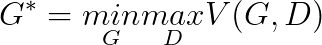 G* = min max V(G, D)
G D